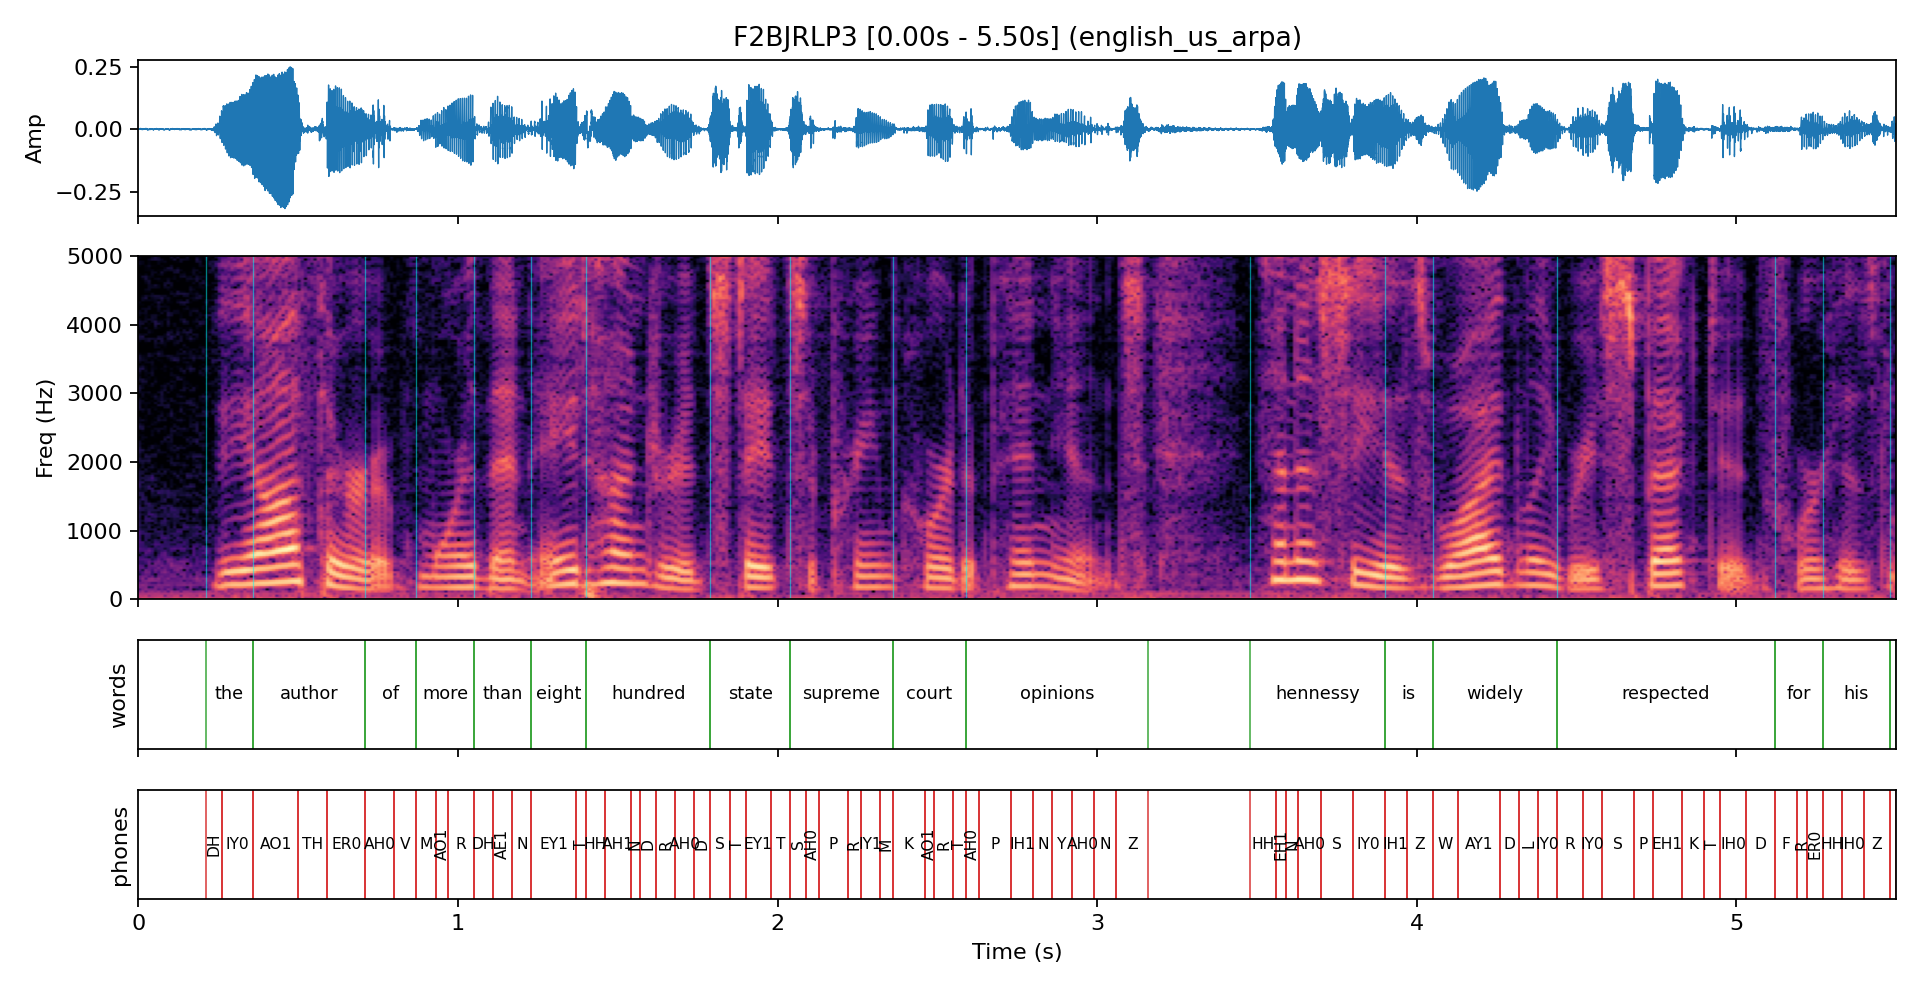 F2BJRLP3 [0.00s - 5.50s] (english_us_arpa)
Amp
0.25
0.00
−0.25
Freq (Hz)
5000
4000
3000
2000
1000
0
words
the author of more than eight hundred state supreme court opinions hennessy is widely respected for his
phones
DH IY0 AO1 TH ER0 AH0 V M AO1 R DH AE1 N EY1 T HH AH1 N D R AH0 D S T EY1 T S AH0 P R IY1 M K AO1 R T AH0 P IH1 N Y AH0 N Z HH EH1 N AH0 S IY0 IH1 Z W AY1 D L IY0 R IY0 S P EH1 K T IH0 D F R ER0 HH IH0 Z
0 1 2 3 4 5
Time (s)